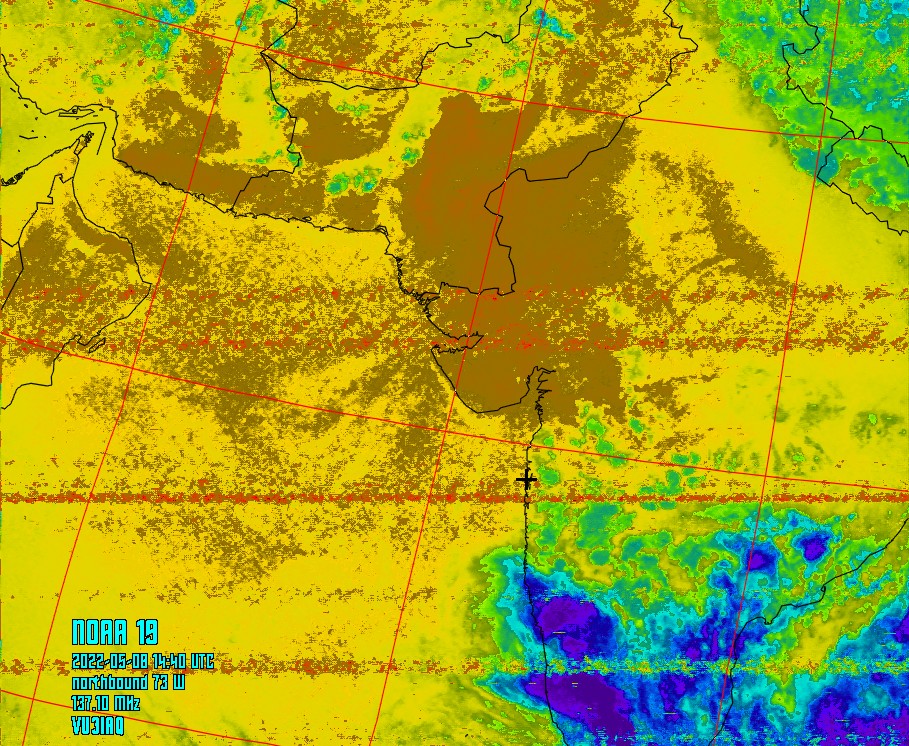 NOAA 19
2022-05-08 14:40 UTC
northbound 73 W
137.10 MHz
VU3IAQ